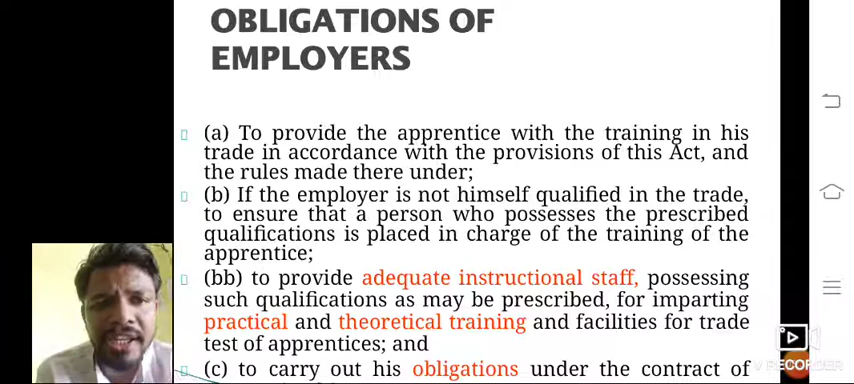 OBLIGATIONS OF
EMPLOYERS
(a) To provide the apprentice with the training in his
trade in accordance with the provisions of this Act, and
the rules made there under;
(b) If the employer is not himself qualified in the trade,
to ensure that a person who possesses the prescribed
qualifications is placed in charge of the training of the
apprentice;
(bb) to provide adequate instructional staff, possessing
such qualifications as may be prescribed, for imparting
practical and theoretical training and facilities for trade
test of apprentices; and
(c) to carry out his obligations under the contract of
V RECORDER